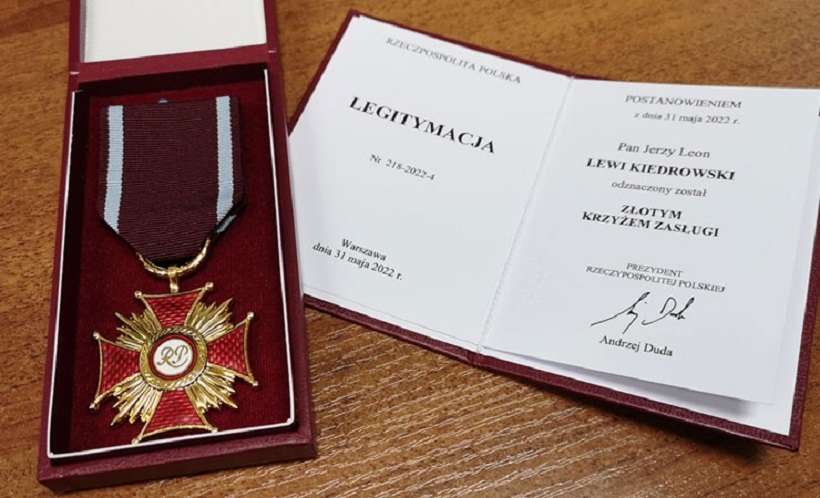 RP
RZECZPOSPOLITA POLSKA
LEGITYMACJA
Nr 218-2022-4
Warszawa
dnia 31 maja 2022 r.
POSTANOWIENIEM
z dnia 31 maja 2022 r.
Pan Jerzy Leon
LEWI KIEDROWSKI
odznaczony został
ZŁOTYM
KRZYŻEM ZASŁUGI
PREZYDENT
RZECZYPOSPOLITEJ POLSKIEJ
Andrzej Duda